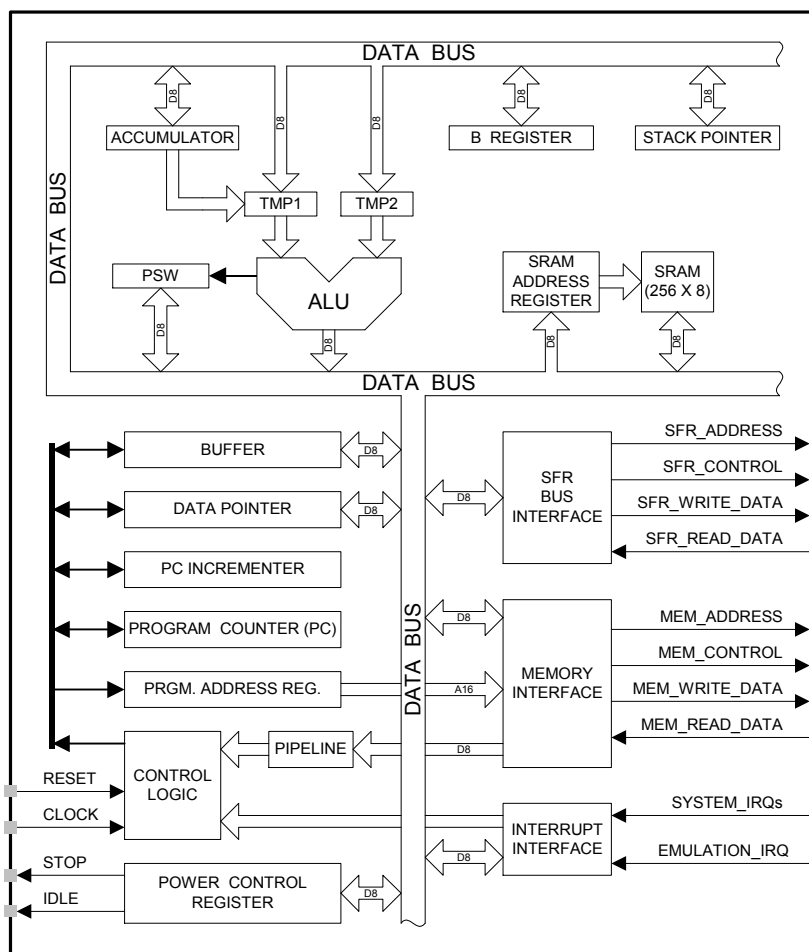 DATA BUS
D8
D8
D8
D8
D8
ACCUMULATOR
B REGISTER
STACK POINTER
DATA BUS
TMP1
TMP2
PSW
ALU
SRAM
ADDRESS
REGISTER
SRAM
(256 X 8)
D8
D8
D8
D8
DATA BUS
BUFFER
D8
DATA POINTER
D8
PC INCREMENTER
PROGRAM COUNTER (PC)
PRGM. ADDRESS REG.
A16
DATA BUS
D8
SFR
BUS
INTERFACE
SFR_ADDRESS
SFR_CONTROL
SFR_WRITE_DATA
SFR_READ_DATA
D8
MEMORY
INTERFACE
MEM_ADDRESS
MEM_CONTROL
MEM_WRITE_DATA
MEM_READ_DATA
PIPELINE
D8
CONTROL
LOGIC
RESET
CLOCK
INTERRUPT
INTERFACE
SYSTEM_IRQs
EMULATION_IRQ
D8
STOP
IDLE
POWER CONTROL
REGISTER
D8